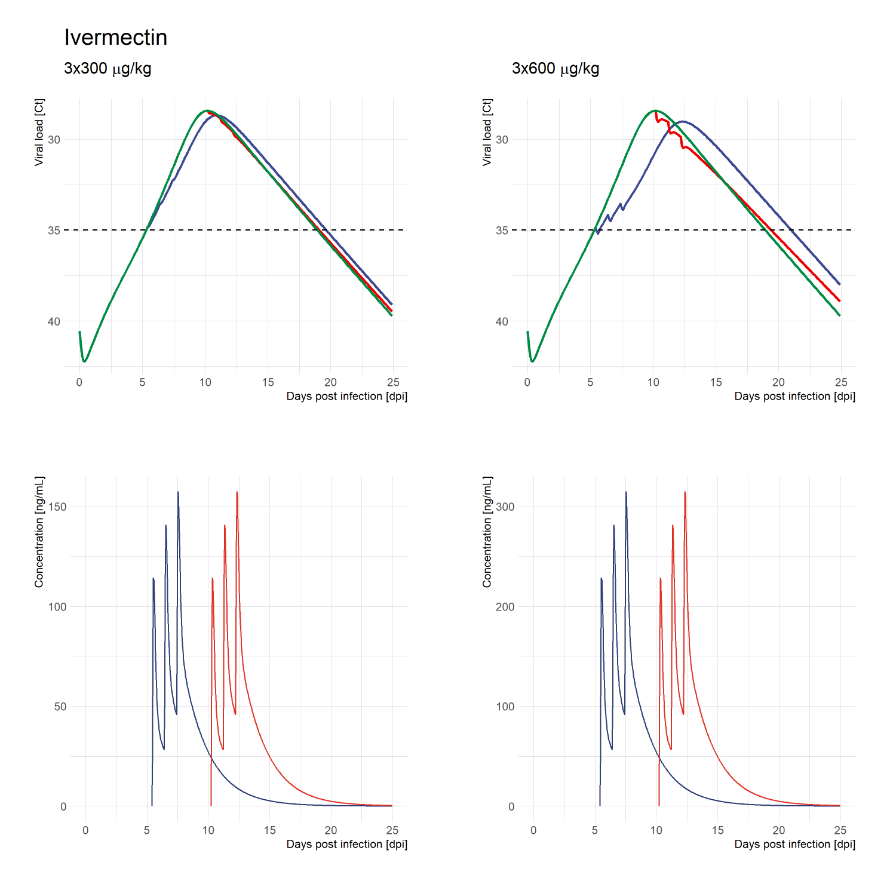 Ivermectin
3x300 μg/kg
3x600 μg/kg
Viral load [Ct]
30
35
40
0 5 10 15 20 25
Days post infection [dpi]
Viral load [Ct]
30
35
40
0 5 10 15 20 25
Days post infection [dpi]
Concentration [ng/mL]
150
100
50
0
0 5 10 15 20 25
Days post infection [dpi]
Concentration [ng/mL]
300
200
100
0
0 5 10 15 20 25
Days post infection [dpi]